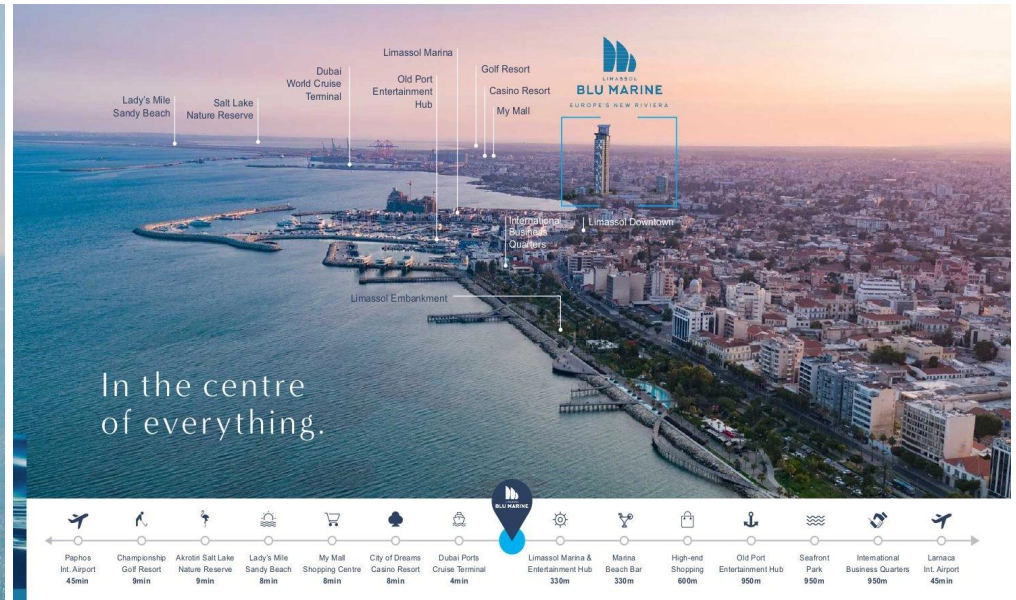 LIMASSOL
BLU MARINE
EUROPE'S NEW RIVIERA
Limassol Marina
Golf Resort
Dubai
World Cruise
Terminal
Old Port
Entertainment
Hub
Casino Resort
My Mall
Lady's Mile
Sandy Beach
Salt Lake
Nature Reserve
International
Business
Quarters
Limassol Downtown
Limassol Embankment
In the centre
of everything.
BLU MARINE
Paphos
Int. Airport
45min
Championship
Golf Resort
9min
Akrotiri Salt Lake
Nature Reserve
9min
Lady's Mile
Sandy Beach
8min
My Mall
Shopping Centre
8min
City of Dreams
Casino Resort
8min
Dubai Ports
Cruise Terminal
4min
Limassol Marina &
Entertainment Hub
330m
Marina
Beach Bar
330m
High-end
Shopping
600m
Old Port
Entertainment Hub
950m
Seafront
Park
950m
International
Business Quarters
950m
Larnaca
Int. Airport
45min